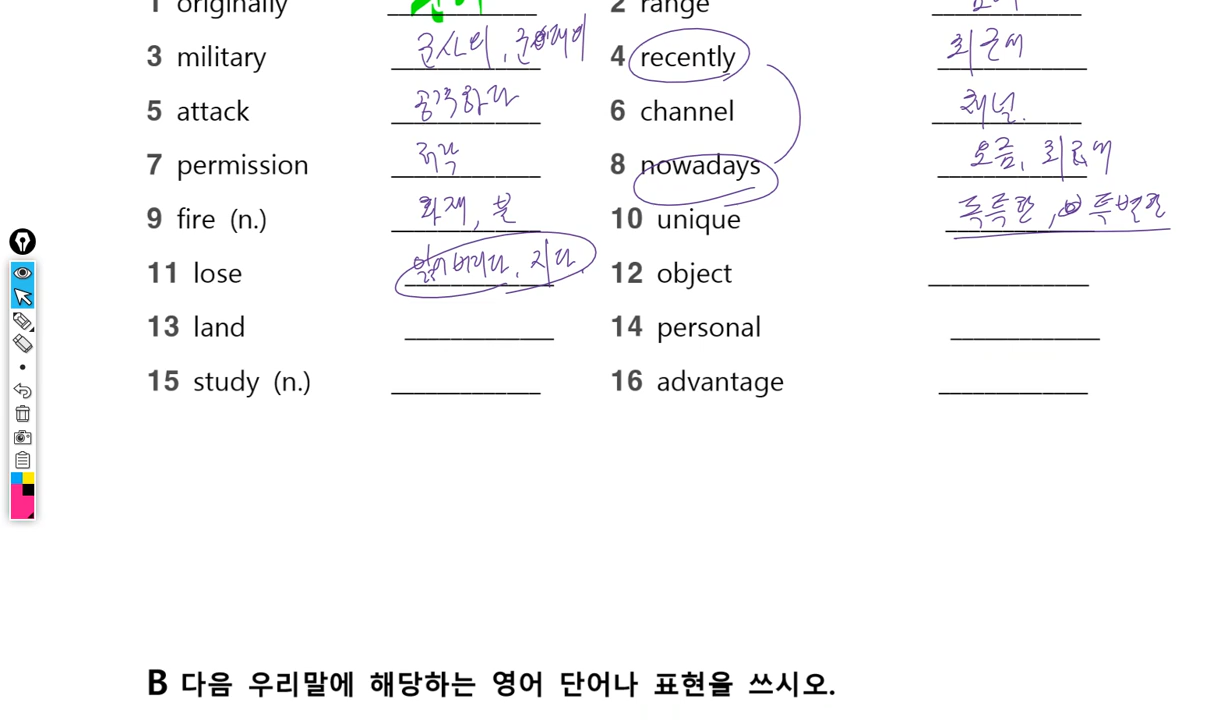 1 originally 2 range
3 military 군사의, 군대의 4 recently 최근에
5 attack 공격하다 6 channel 채널.
7 permission 허락 8 nowadays 요즘, 최근에
9 fire (n.) 화재, 불 10 unique 독특한, 특별한
11 lose 잃어버리다, 지다. 12 object
13 land 14 personal
15 study (n.) 16 advantage
B 다음 우리말에 해당하는 영어 단어나 표현을 쓰시오.